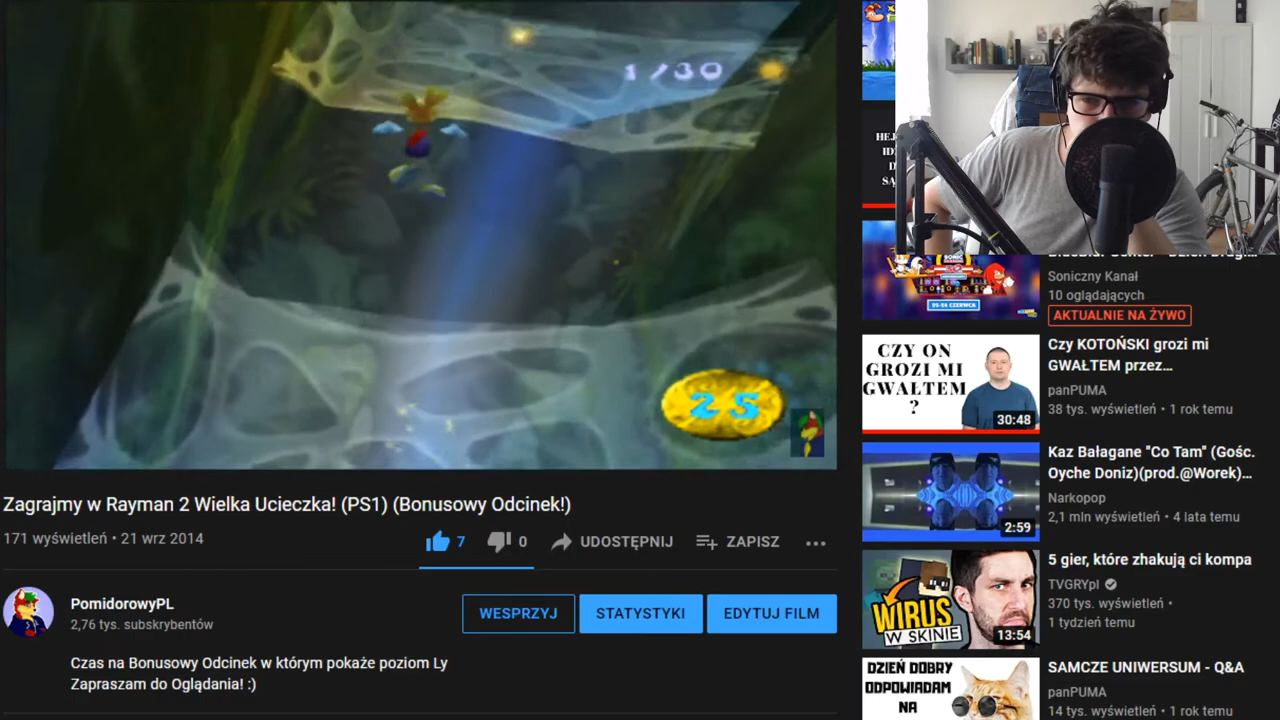 1/30
25
Zagrajmy w Rayman 2 Wielka Ucieczka! (PS1) (Bonusowy Odcinek!)
171 wyświetleń • 21 wrz 2014
7
0
UDOSTĘPNIJ
ZAPISZ
PomidorowyPL
2,76 tys. subskrybentów
WESPRZYJ
STATYSTYKI
EDYTUJ FILM
Czas na Bonusowy Odcinek w którym pokaże poziom Ly
Zapraszam do Oglądania! :)
HEJ
SONIC
25-26 CZERWCA
Soniczny Kanał
10 oglądających
AKTUALNIE NA ŻYWO
CZY ON
GROZI MI
GWAŁTEM
?
30:48
Czy KOTOŃSKI grozi mi
GWAŁTEM przez...
panPUMA
38 tys. wyświetleń • 1 rok temu
2:59
Kaz Bałagane "Co Tam" (Gośc.
Oyche Doniz)(prod.@Worek)...
Narkopop
2,1 mln wyświetleń • 4 lata temu
WIRUS
W SKINIE
13:54
5 gier, które zhakują ci kompa
TVGRYpl
370 tys. wyświetleń •
1 tydzień temu
DZIEŃ DOBRY
ODPOWIADAM
NA
SAMCZE UNIWERSUM - Q&A
panPUMA
14 tys. wyświetleń • 1 rok temu